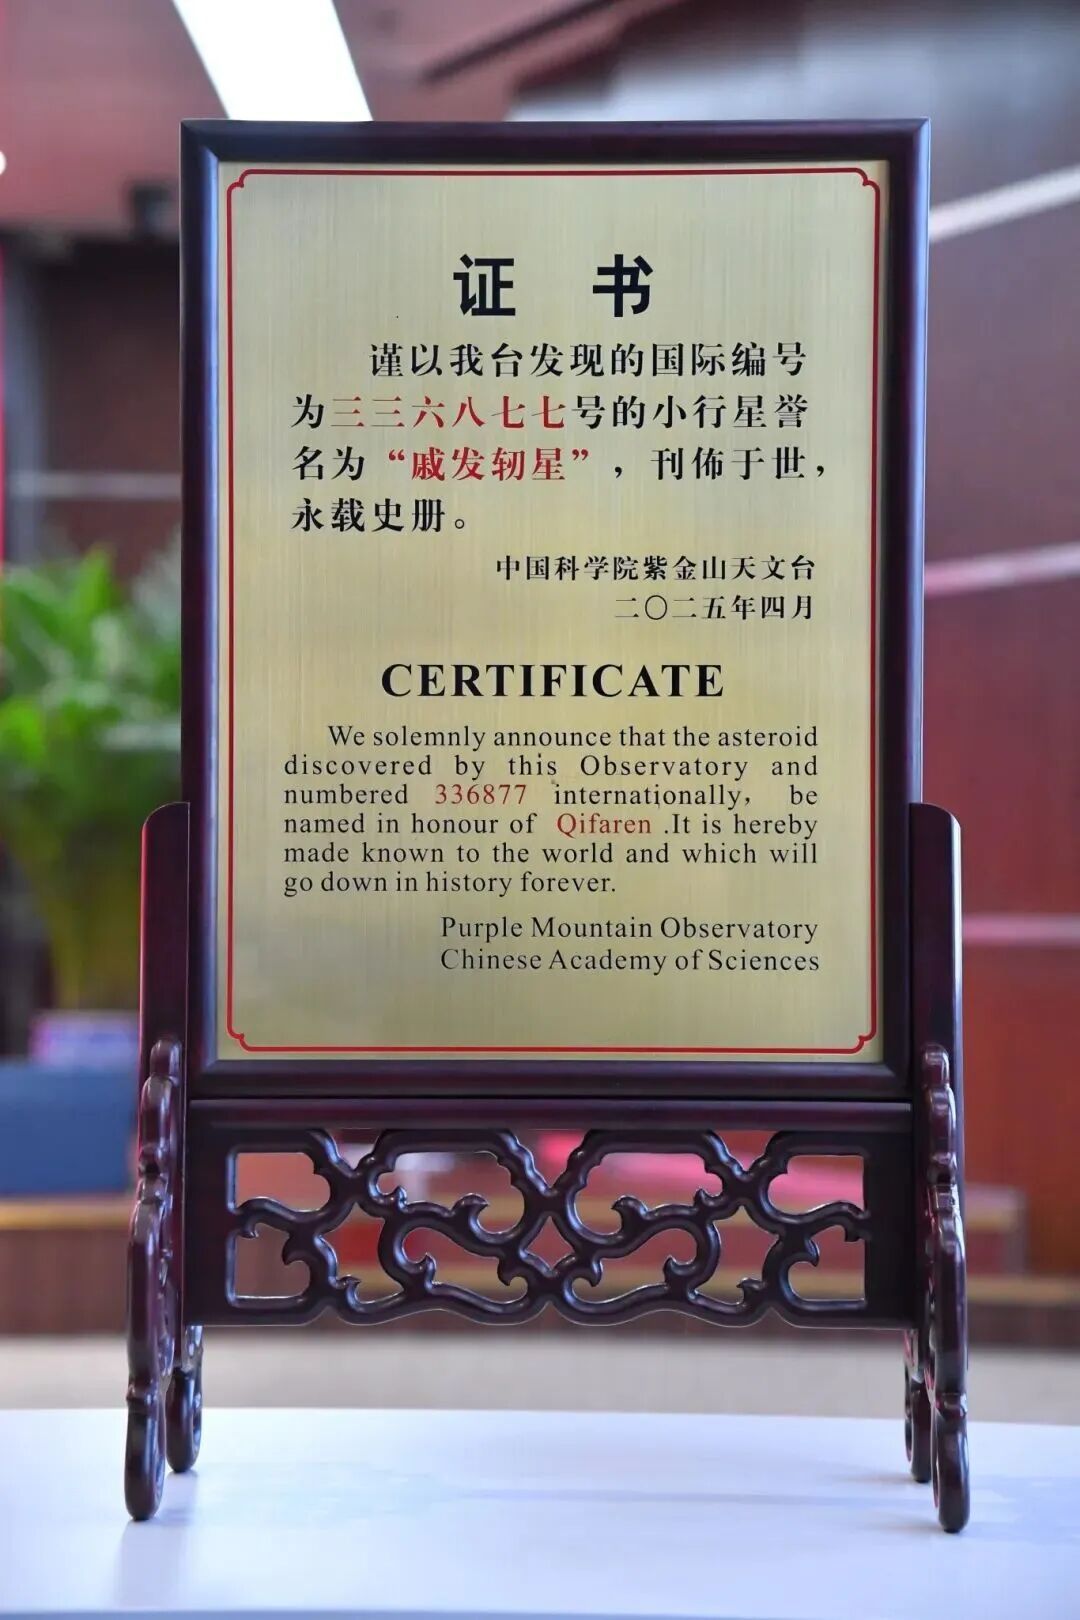 证 书
谨以我台发现的国际编号
为三三六八七七号的小行星誉
名为“戚发轫星”，刊佈于世，
永载史册。
中国科学院紫金山天文台
二〇二五年四月
CERTIFICATE
We solemnly announce that the asteroid
discovered by this Observatory and
numbered 336877 internationally, be
named in honour of Qifaren .It is hereby
made known to the world and which will
go down in history forever.
Purple Mountain Observatory
Chinese Academy of Sciences